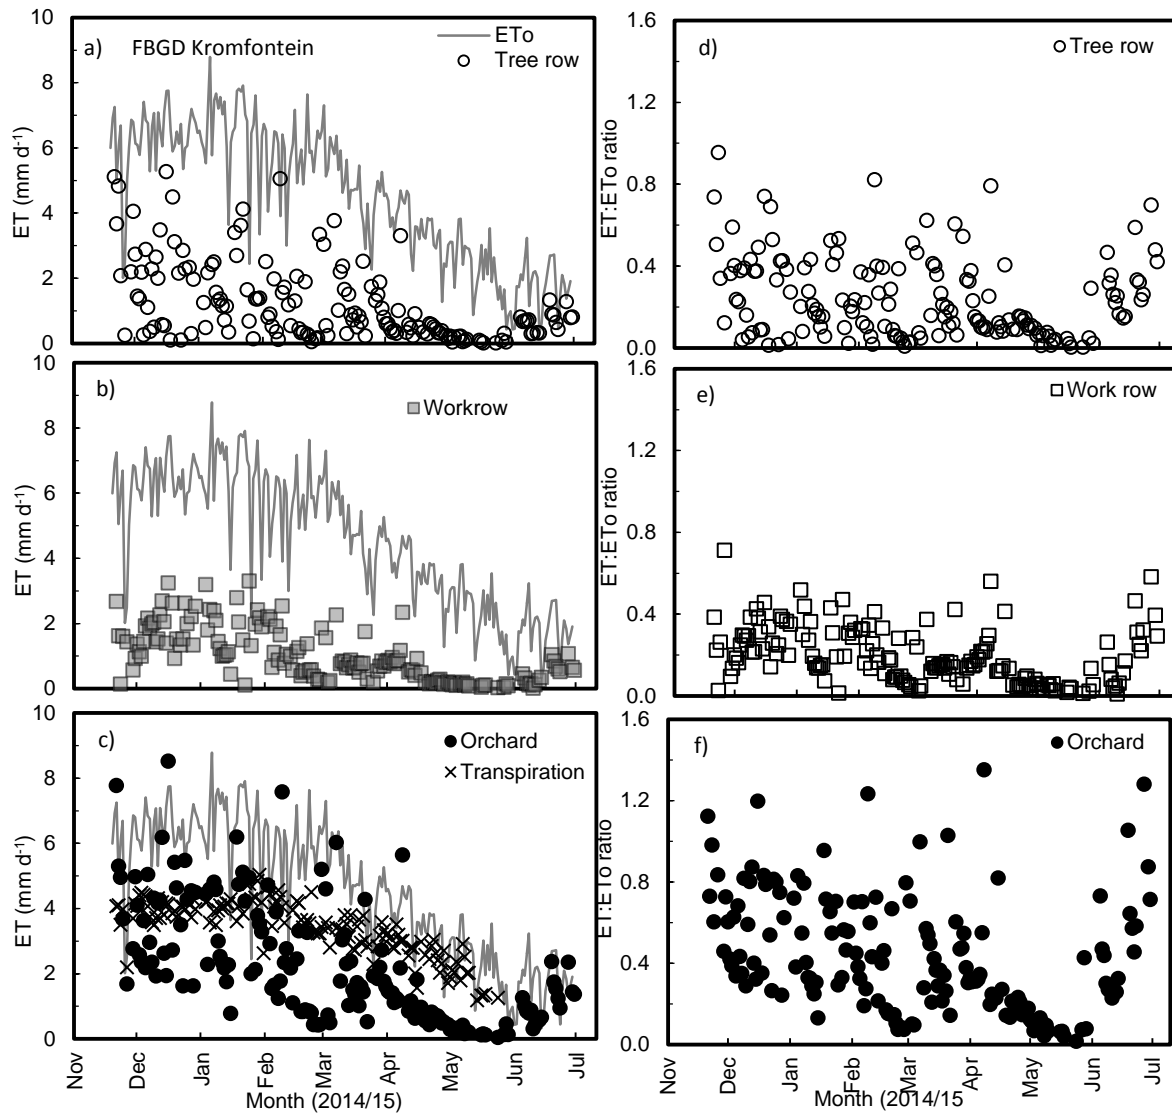 a) FBGD Kromfontein
ETo
Tree row
ET (mm d-1)
10
8
6
4
2
0
d)
Tree row
ET:ETo ratio
1.6
1.2
0.8
0.4
0.0
b)
Workrow
ET (mm d-1)
10
8
6
4
2
0
e)
Work row
ET:ETo ratio
1.6
1.2
0.8
0.4
0.0
c)
Orchard
Transpiration
ET (mm d-1)
10
8
6
4
2
0
Nov
Dec
Jan
Feb
Mar
Apr
May
Jun
Jul
Month (2014/15)
f)
Orchard
ET:ETo ratio
1.6
1.2
0.8
0.4
0.0
Nov
Dec
Jan
Feb
Mar
Apr
May
Jun
Jul
Month (2014/15